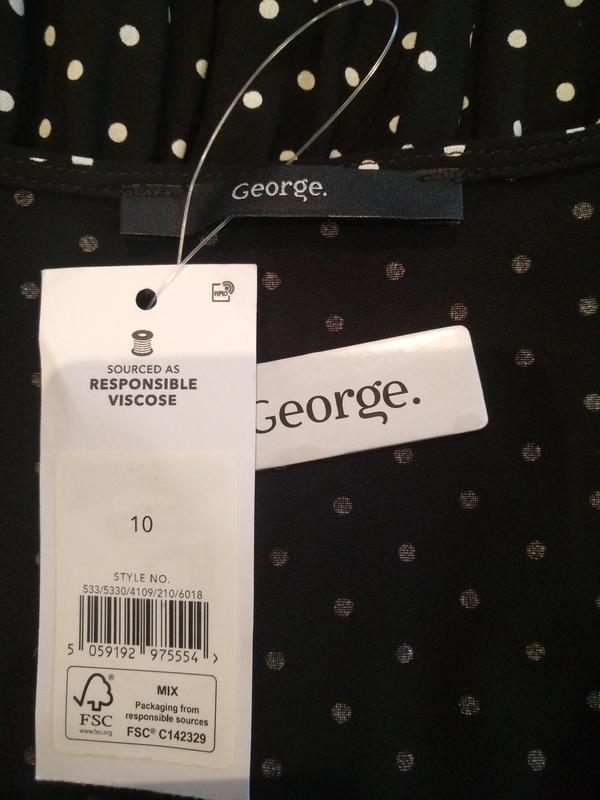 George.
RFID
SOURCED AS
RESPONSIBLE
VISCOSE
George.
10
STYLE NO.
533/5330/4109/210/6018
5 059192 975554 >
FSC®
www.fsc.org
MIX
Packaging from
responsible sources
FSC® C142329